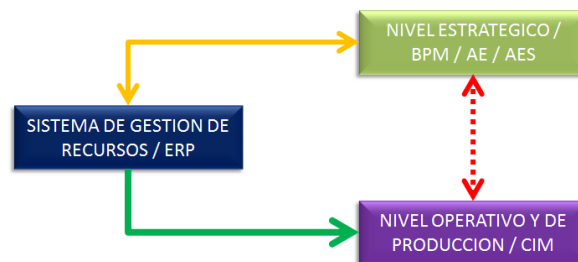 NIVEL ESTRATEGICO /
BPM / AE / AES
SISTEMA DE GESTION DE
RECURSOS / ERP
NIVEL OPERATIVO Y DE
PRODUCCION / CIM